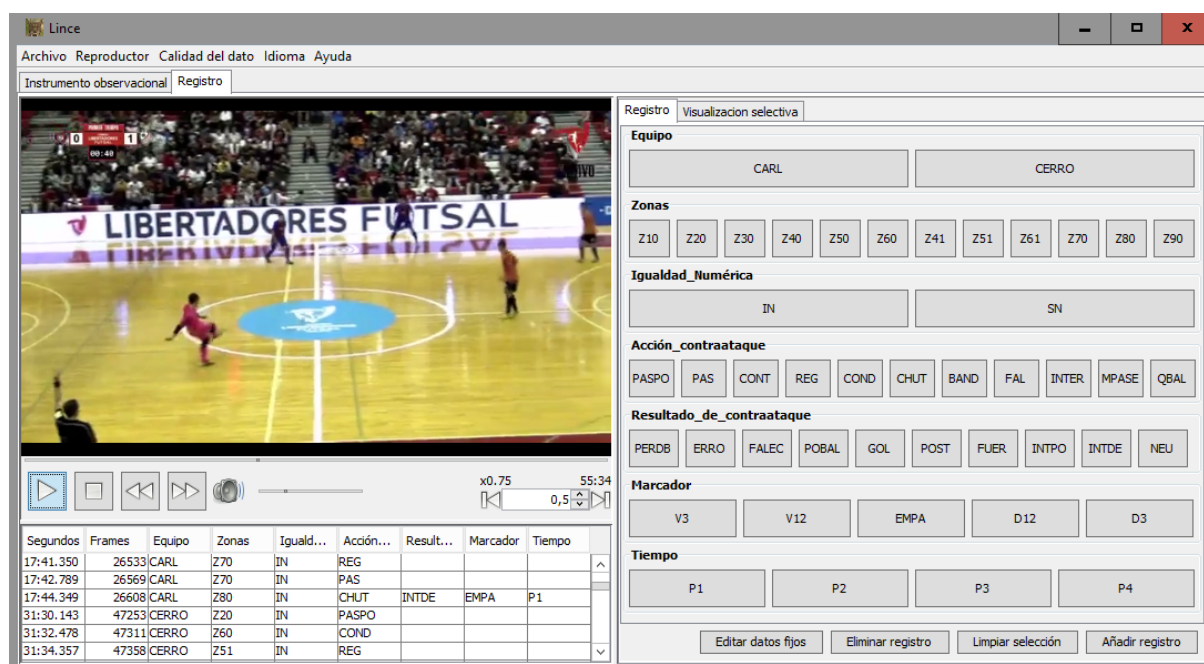 Lince
Archivo Reproductor Calidad del dato Idioma Ayuda
Instrumento observacional Registro
0 1
00:40
VIVO
LIBERTADORES FUTSAL
x0.75 55:34
0,5
Segundos Frames Equipo Zonas Iguald... Acción... Result... Marcador Tiempo
17:41.350 26533 CARL Z70 IN REG
17:42.789 26569 CARL Z70 IN PAS
17:44.349 26608 CARL Z80 IN CHUT INTDE EMPA P1
31:30.143 47253 CERRO Z20 IN PASPO
31:32.478 47311 CERRO Z60 IN COND
31:34.357 47358 CERRO Z51 IN REG
Registro Visualizacion selectiva
Equipo
CARL CERRO
Zonas
Z10 Z20 Z30 Z40 Z50 Z60 Z41 Z51 Z61 Z70 Z80 Z90
Igualdad_Numérica
IN SN
Acción_contraataque
PASPO PAS CONT REG COND CHUT BAND FAL INTER MPASE QBAL
Resultado_de_contraataque
PERDB ERRO FALEC POBAL GOL POST FUER INTPO INTDE NEU
Marcador
V3 V12 EMPA D12 D3
Tiempo
P1 P2 P3 P4
Editar datos fijos Eliminar registro Limpiar selección Añadir registro